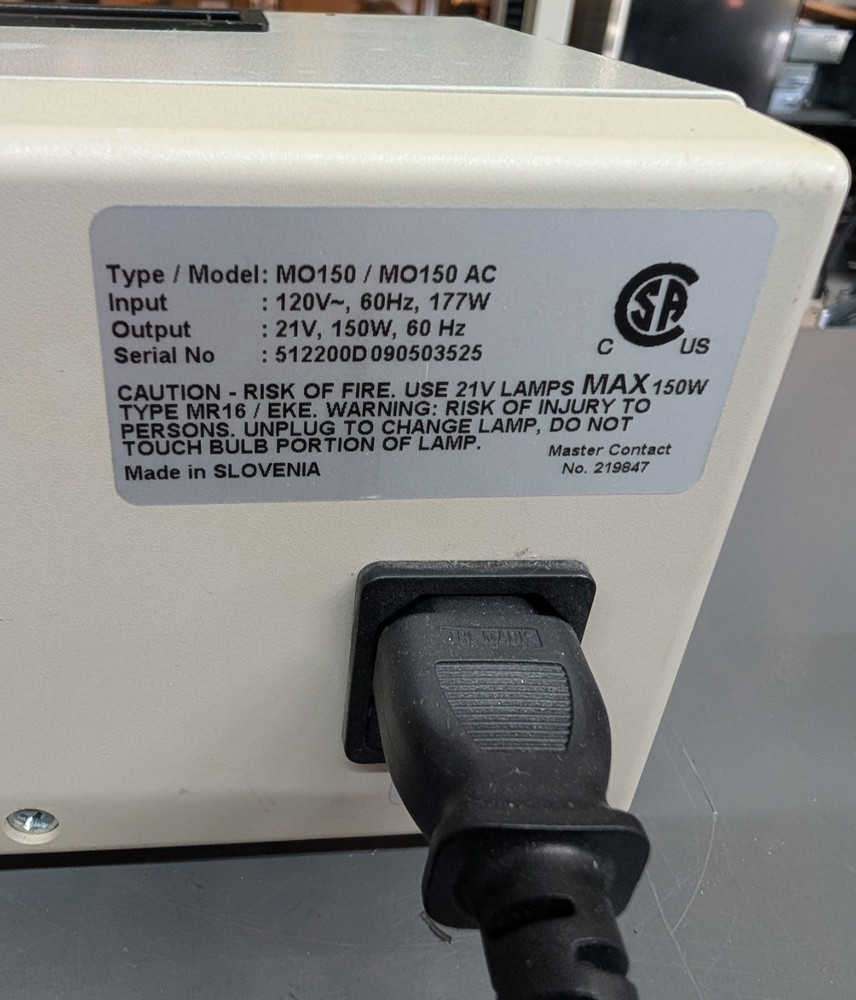 Type / Model: MO150 / MO150 AC
Input : 120V~, 60Hz, 177W
Output : 21V, 150W, 60 Hz
Serial No : 512200D090503525
SA
C US
CAUTION - RISK OF FIRE. USE 21V LAMPS MAX 150W
TYPE MR16 / EKE. WARNING: RISK OF INJURY TO
PERSONS. UNPLUG TO CHANGE LAMP, DO NOT
TOUCH BULB PORTION OF LAMP.
Master Contact
No. 219847
Made in SLOVENIA